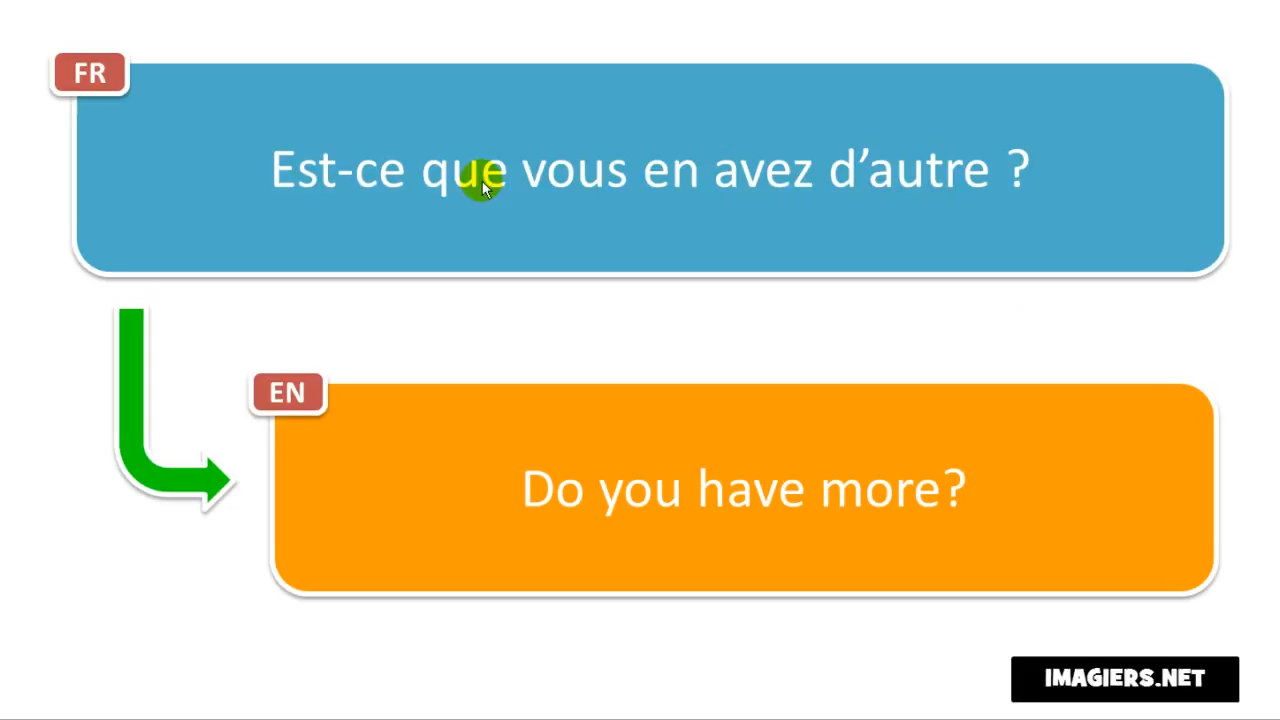 FR
Est-ce que vous en avez d’autre ?
EN
Do you have more?
IMAGIERS.NET